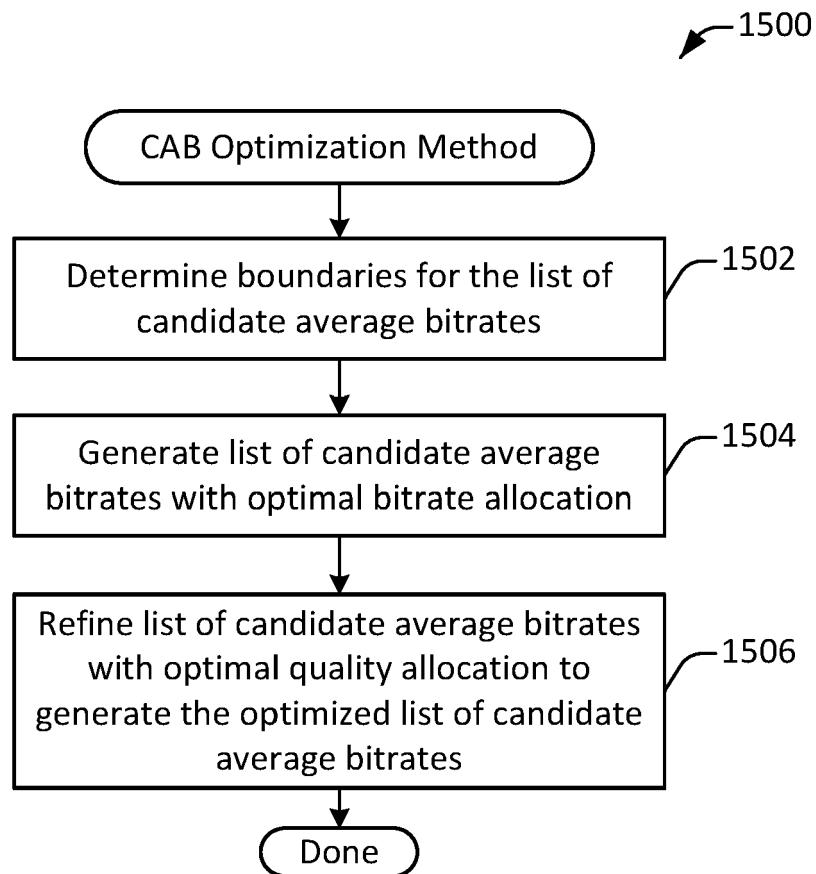 1500
CAB Optimization Method
Determine boundaries for the list of
candidate average bitrates
1502
Generate list of candidate average
bitrates with optimal bitrate allocation
1504
Refine list of candidate average bitrates
with optimal quality allocation to
generate the optimized list of candidate
average bitrates
1506
Done